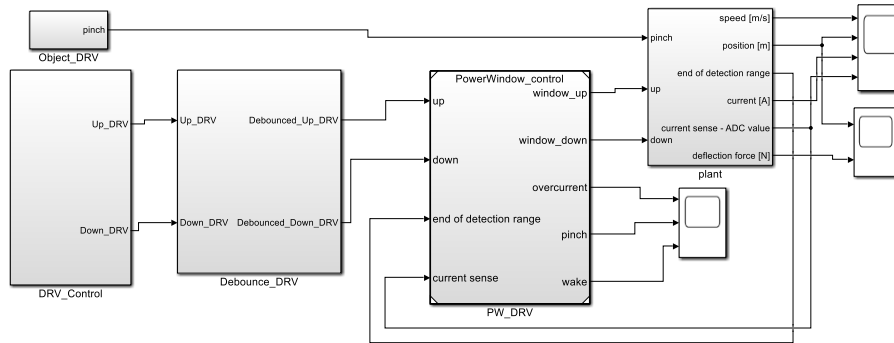 pinch
Object_DRV
Up_DRV
Down_DRV
DRV_Control
Up_DRV
Debounced_Up_DRV
Down_DRV
Debounced_Down_DRV
Debounce_DRV
PowerWindow_control
up
window_up
down
window_down
overcurrent
end of detection range
pinch
current sense
wake
PW_DRV
speed [m/s]
pinch
position [m]
end of detection range
up
current [A]
current sense - ADC value
down
deflection force [N]
plant